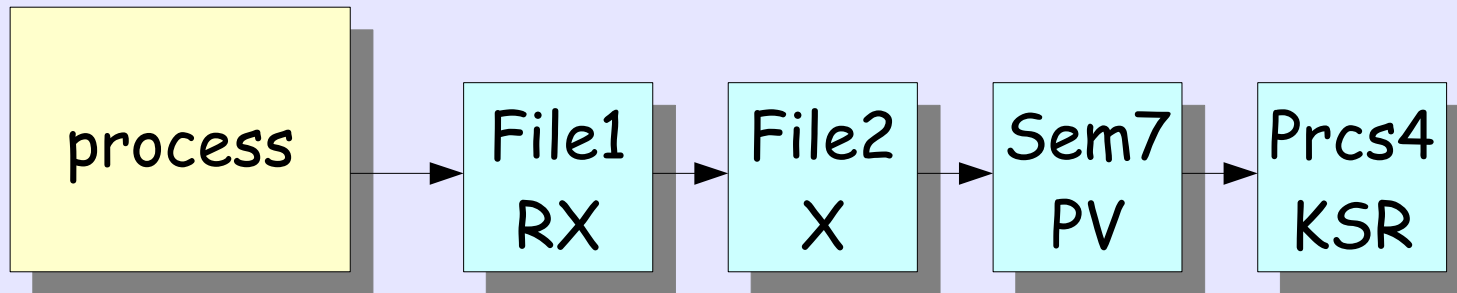 process
File1
RX
File2
X
Sem7
PV
Prcs4
KSR